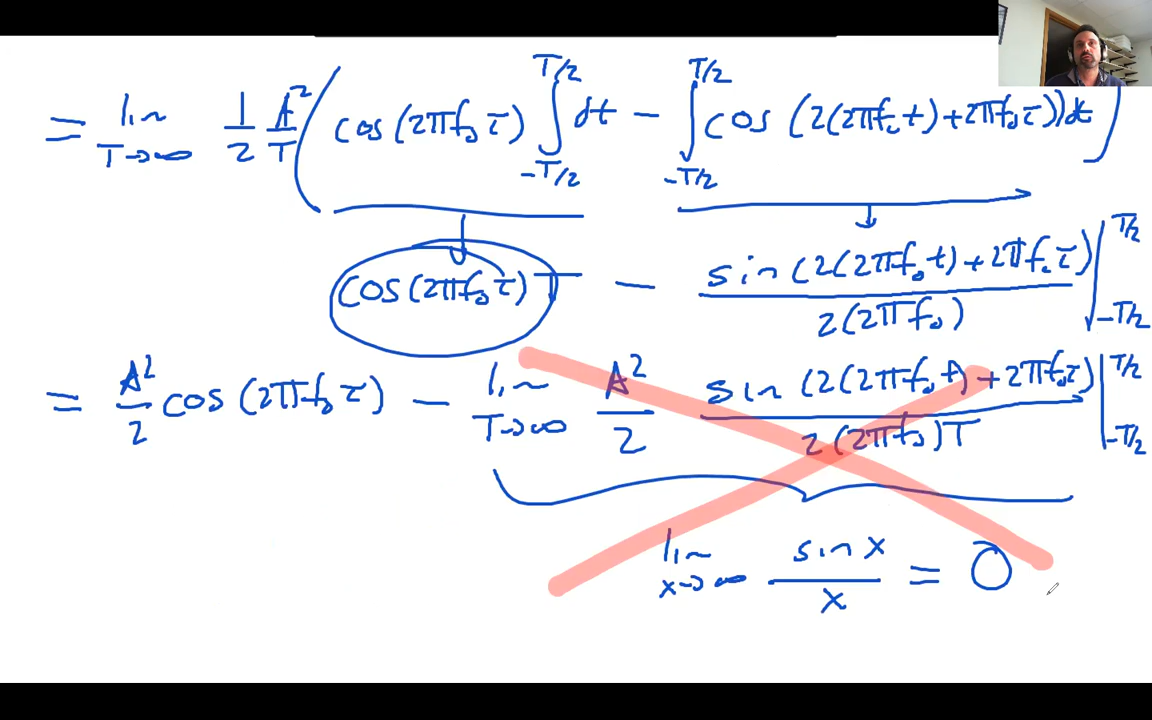 = lim T→∞ 1/2 A²/T ( cos(2πf₀τ) ∫_{-T/2}^{T/2} dt − ∫_{-T/2}^{T/2} cos(2(2πf₀t)+2πf₀τ))dt )
cos(2πf₀τ)T − sin(2(2πf₀t)+2πf₀τ) / 2(2πf₀) |_{-T/2}^{T/2}
= A²/2 cos(2πf₀τ) − lim T→∞ A²/2 sin(2(2πf₀t)+2πf₀τ) / 2(2πf₀)T |_{-T/2}^{T/2}
lim x→∞ sin x / x = 0